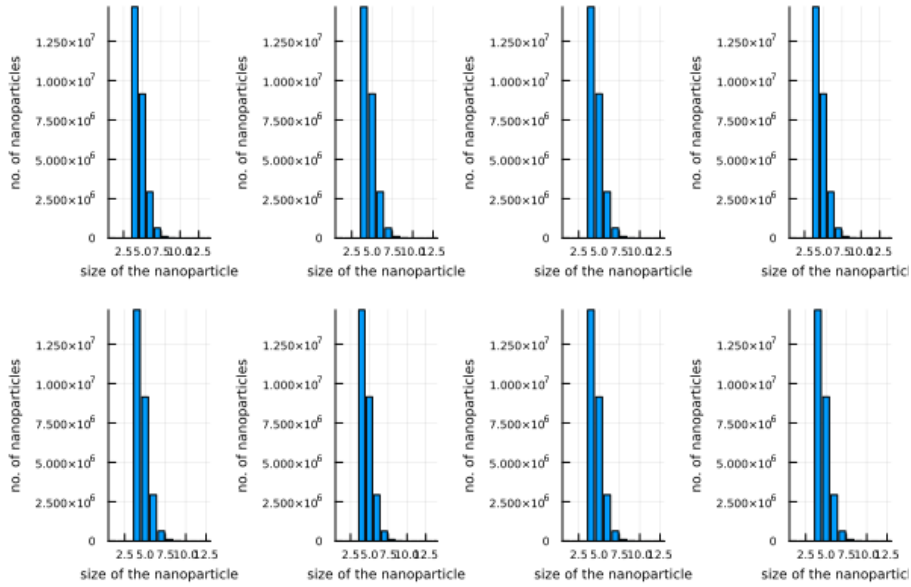 1.250×10⁷ 1.250×10⁷ 1.250×10⁷ 1.250×10⁷
1.000×10⁷ 1.000×10⁷ 1.000×10⁷ 1.000×10⁷
7.500×10⁶ 7.500×10⁶ 7.500×10⁶ 7.500×10⁶
5.000×10⁶ 5.000×10⁶ 5.000×10⁶ 5.000×10⁶
2.500×10⁶ 2.500×10⁶ 2.500×10⁶ 2.500×10⁶
0 0 0 0
no. of nanoparticles no. of nanoparticles no. of nanoparticles no. of nanoparticles
2.5 5.0 7.5 10.0 12.5 2.5 5.0 7.5 10.0 12.5 2.5 5.0 7.5 10.0 12.5 2.5 5.0 7.5 10.0 12.5
size of the nanoparticle size of the nanoparticle size of the nanoparticle size of the nanoparticl
1.250×10⁷ 1.250×10⁷ 1.250×10⁷ 1.250×10⁷
1.000×10⁷ 1.000×10⁷ 1.000×10⁷ 1.000×10⁷
7.500×10⁶ 7.500×10⁶ 7.500×10⁶ 7.500×10⁶
5.000×10⁶ 5.000×10⁶ 5.000×10⁶ 5.000×10⁶
2.500×10⁶ 2.500×10⁶ 2.500×10⁶ 2.500×10⁶
0 0 0 0
no. of nanoparticles no. of nanoparticles no. of nanoparticles no. of nanoparticles
2.5 5.0 7.5 10.0 12.5 2.5 5.0 7.5 10.0 12.5 2.5 5.0 7.5 10.0 12.5 2.5 5.0 7.5 10.0 12.5
size of the nanoparticle size of the nanoparticle size of the nanoparticle size of the nanoparticl